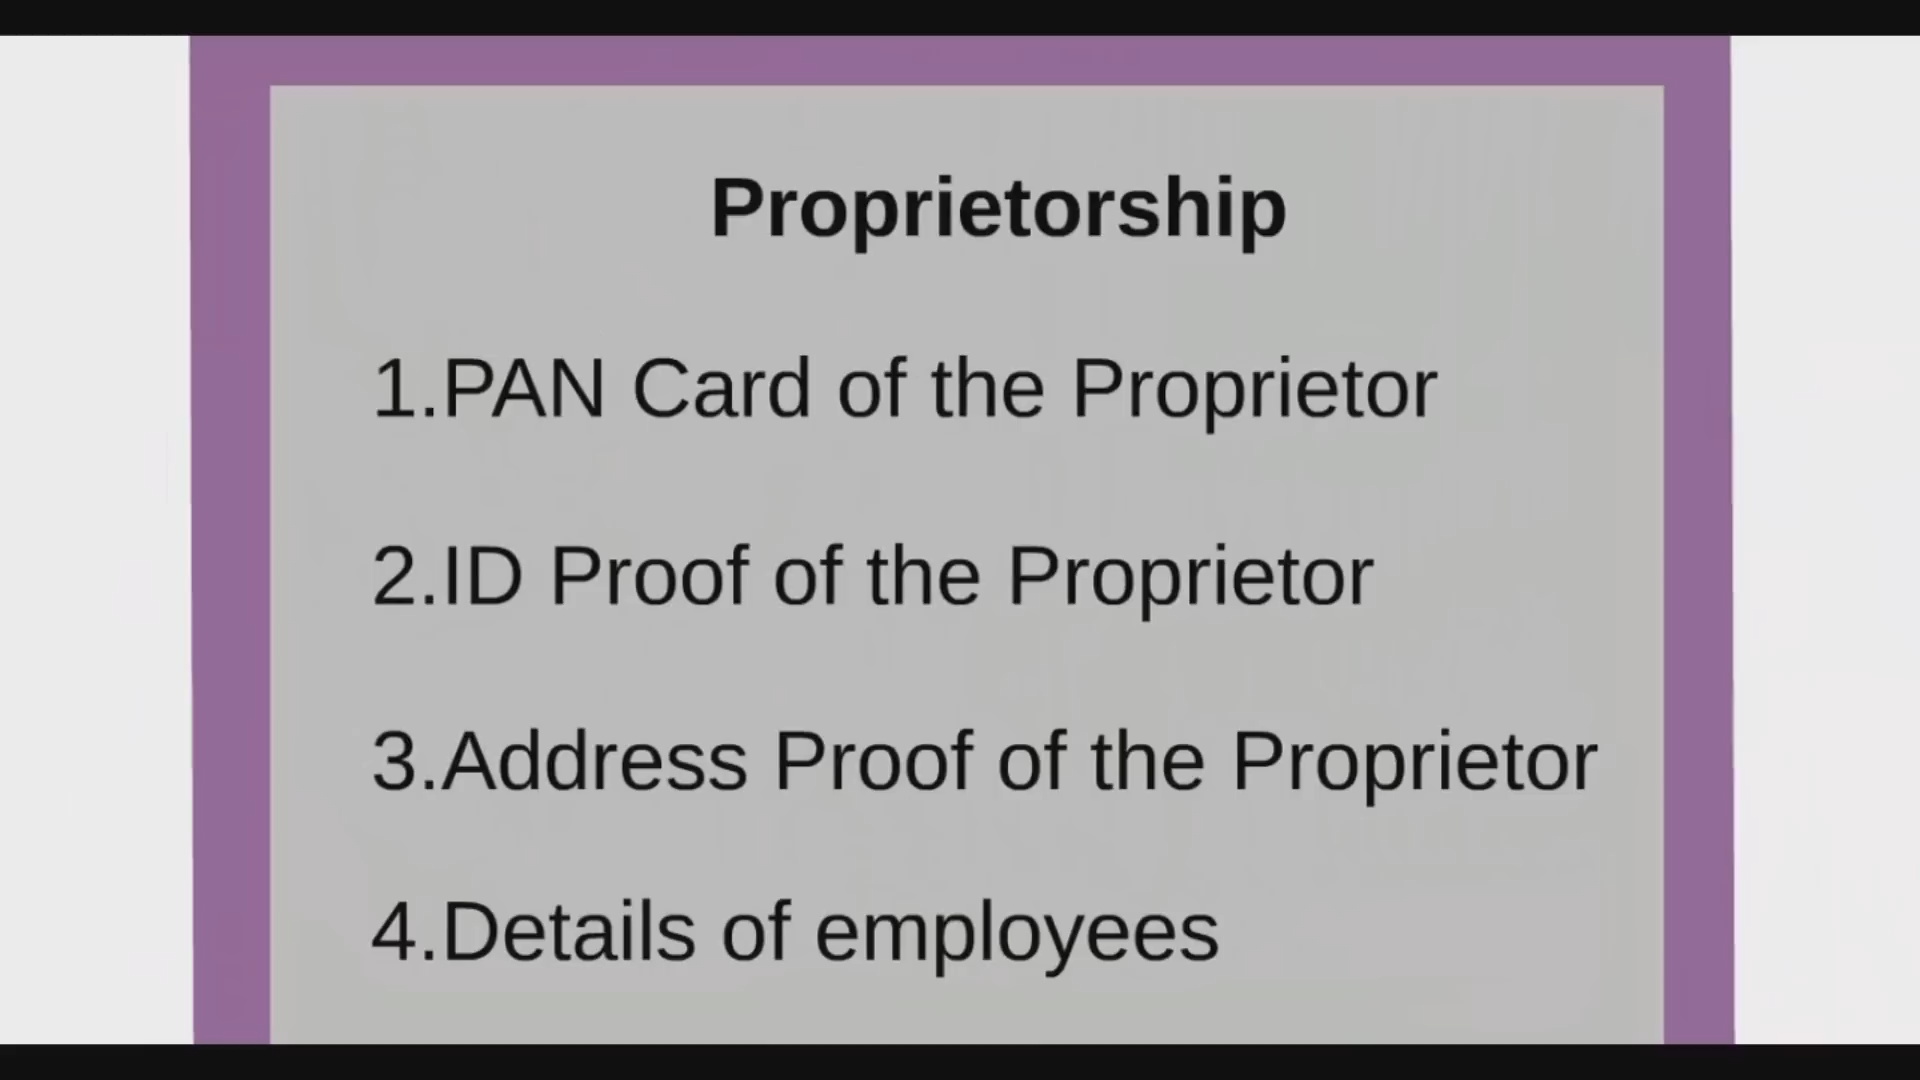 Proprietorship
1.PAN Card of the Proprietor
2.ID Proof of the Proprietor
3.Address Proof of the Proprietor
4.Details of employees